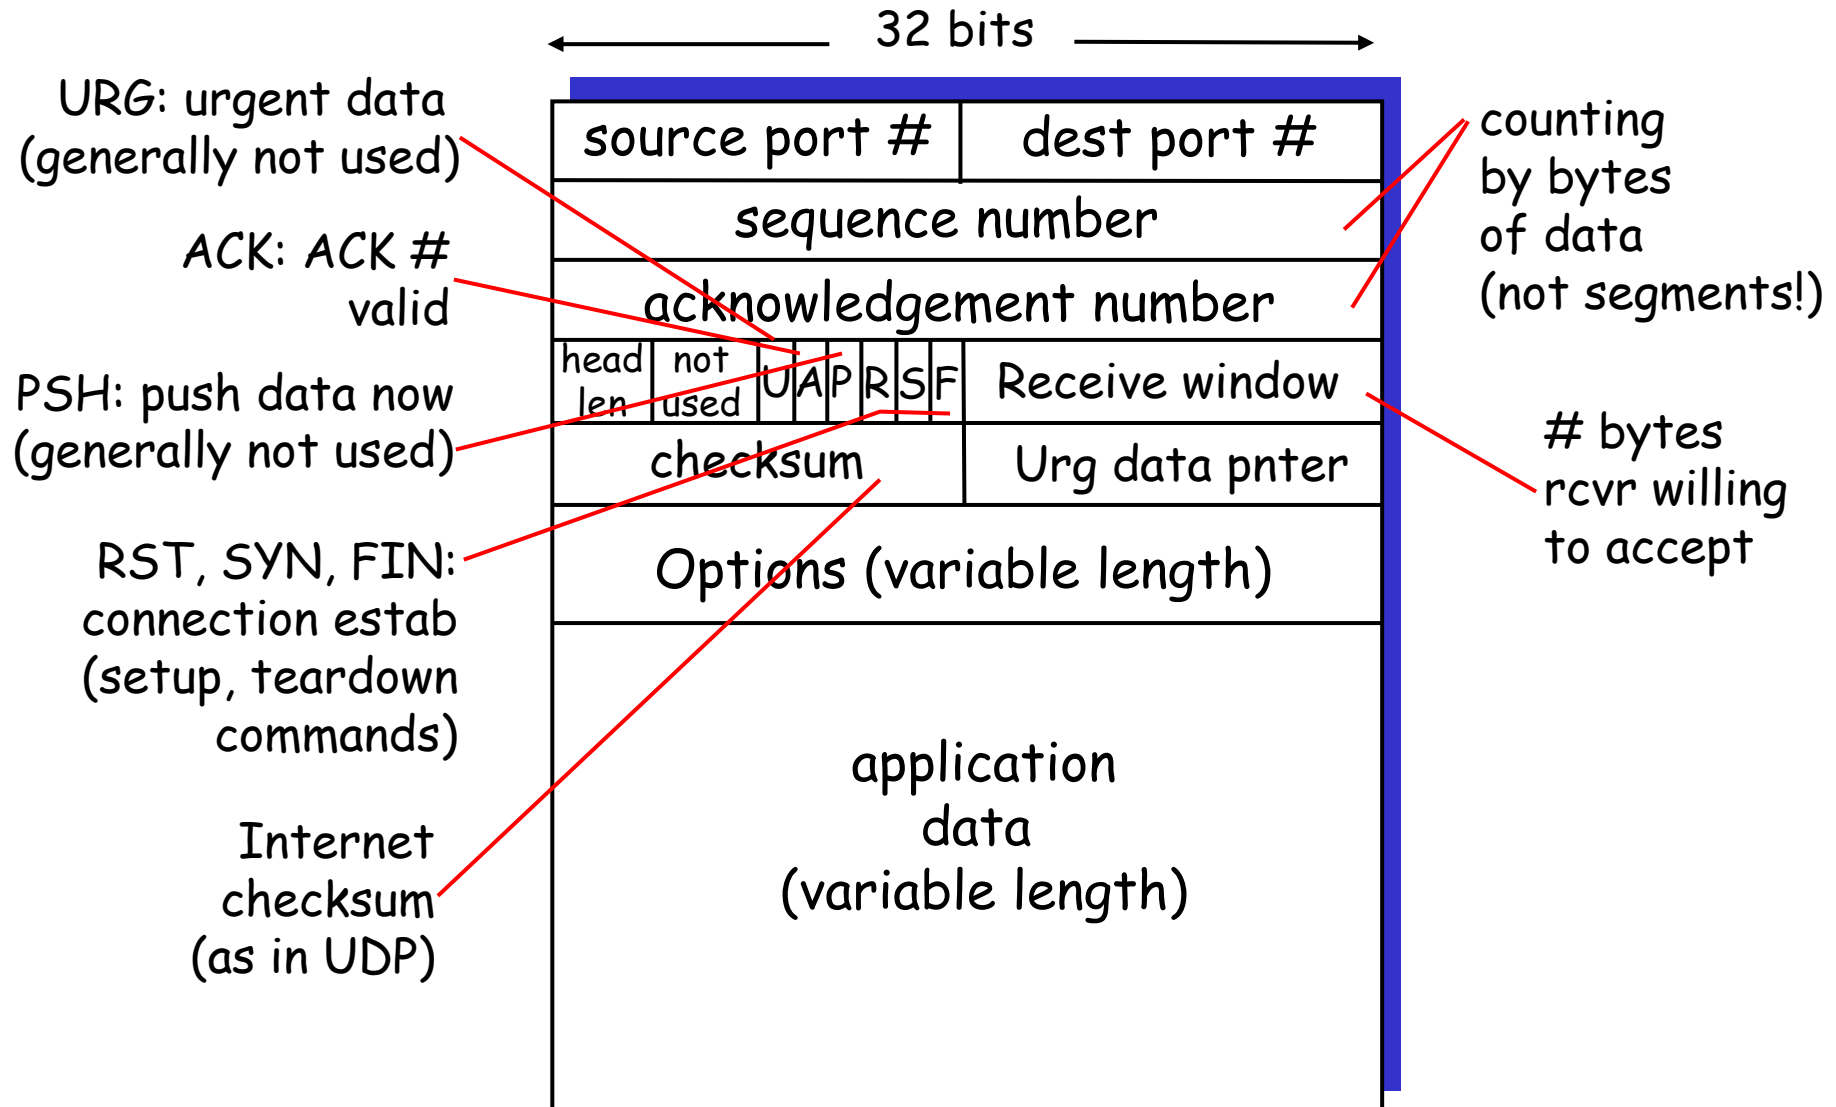 32 bits
URG: urgent data
(generally not used)
ACK: ACK #
valid
PSH: push data now
(generally not used)
RST, SYN, FIN:
connection estab
(setup, teardown
commands)
Internet
checksum
(as in UDP)
source port #
dest port #
sequence number
acknowledgement number
head
len
not
used
U
A
P
R
S
F
Receive window
checksum
Urg data pnter
Options (variable length)
application
data
(variable length)
counting
by bytes
of data
(not segments!)
# bytes
rcvr willing
to accept